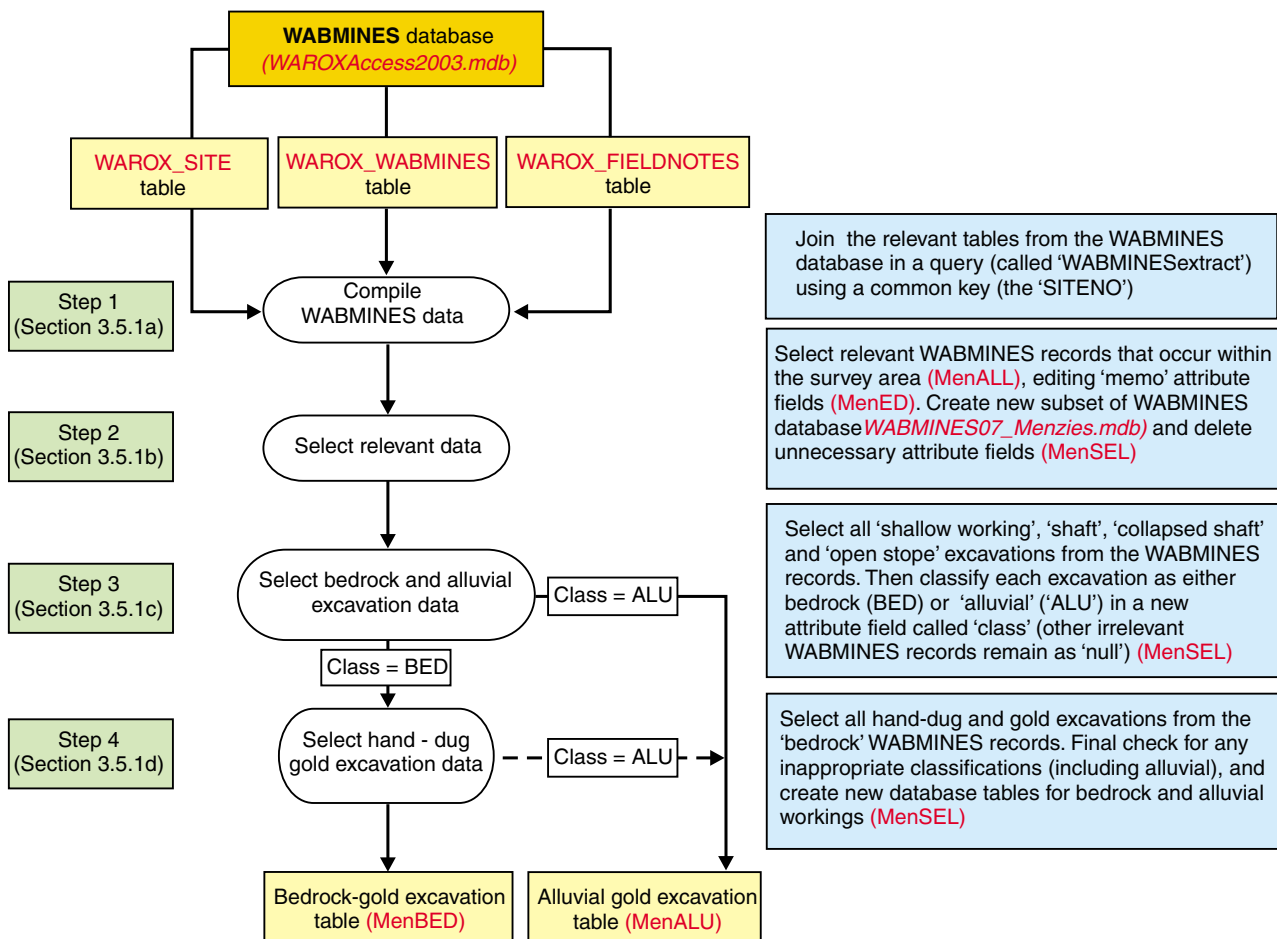 WABMINES database
(WAROXAccess2003.mdb)
WAROX_SITE
table
WAROX_WABMINES
table
WAROX_FIELDNOTES
table
Step 1
(Section 3.5.1a)
Compile
WABMINES data
Join the relevant tables from the WABMINES
database in a query (called ‘WABMINESextract’)
using a common key (the ‘SITENO’)
Step 2
(Section 3.5.1b)
Select relevant data
Select relevant WABMINES records that occur within
the survey area (MenALL), editing ‘memo’ attribute
fields (MenED). Create new subset of WABMINES
databaseWABMINES07_Menzies.mdb) and delete
unnecessary attribute fields (MenSEL)
Step 3
(Section 3.5.1c)
Select bedrock and alluvial
excavation data
Class = ALU
Class = BED
Select all ‘shallow working’, ‘shaft’, ‘collapsed shaft’
and ‘open stope’ excavations from the WABMINES
records. Then classify each excavation as either
bedrock (BED) or ‘alluvial’ (‘ALU’) in a new
attribute field called ‘class’ (other irrelevant
WABMINES records remain as ‘null’) (MenSEL)
Step 4
(Section 3.5.1d)
Select hand - dug
gold excavation data
Class = ALU
Select all hand-dug and gold excavations from the
‘bedrock’ WABMINES records. Final check for any
inappropriate classifications (including alluvial), and
create new database tables for bedrock and alluvial
workings (MenSEL)
Bedrock-gold excavation
table (MenBED)
Alluvial gold excavation
table (MenALU)